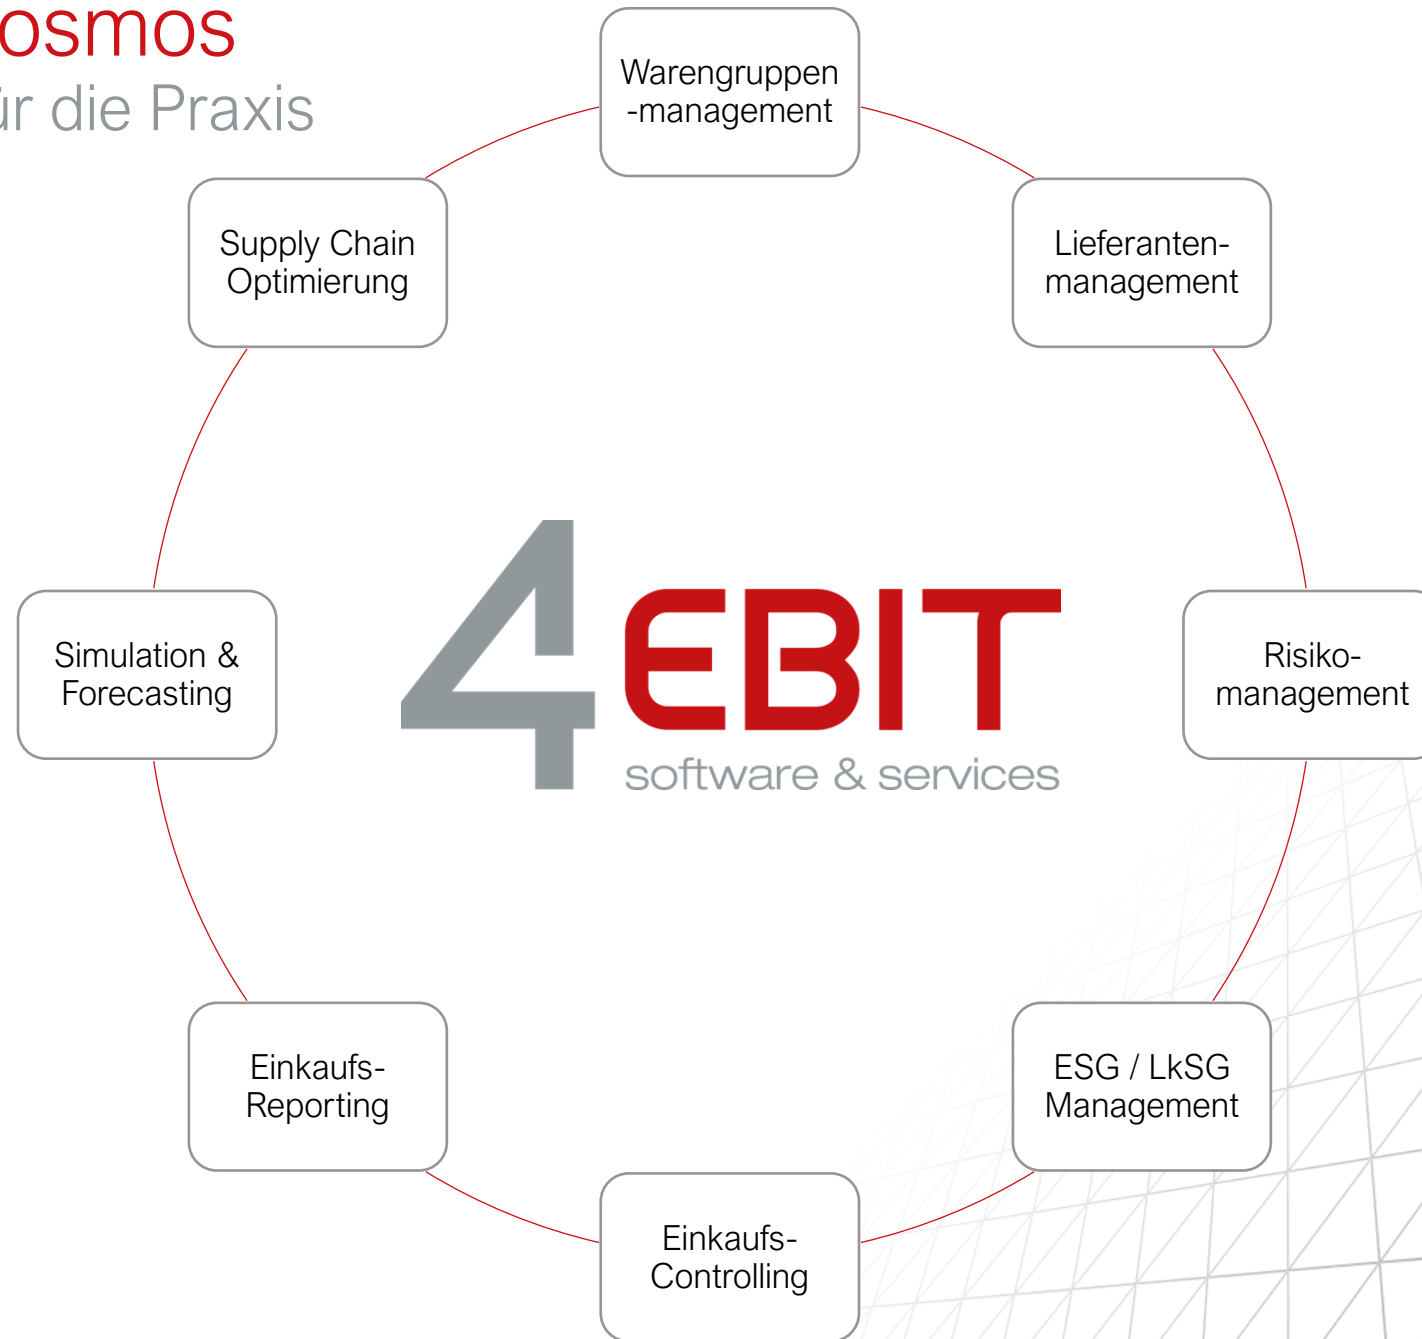 osmos
ür die Praxis
Warengruppen
-management
Supply Chain
Optimierung
Lieferanten-
management
4EBIT
software & services
Simulation &
Forecasting
Risiko-
management
Einkaufs-
Reporting
ESG / LkSG
Management
Einkaufs-
Controlling